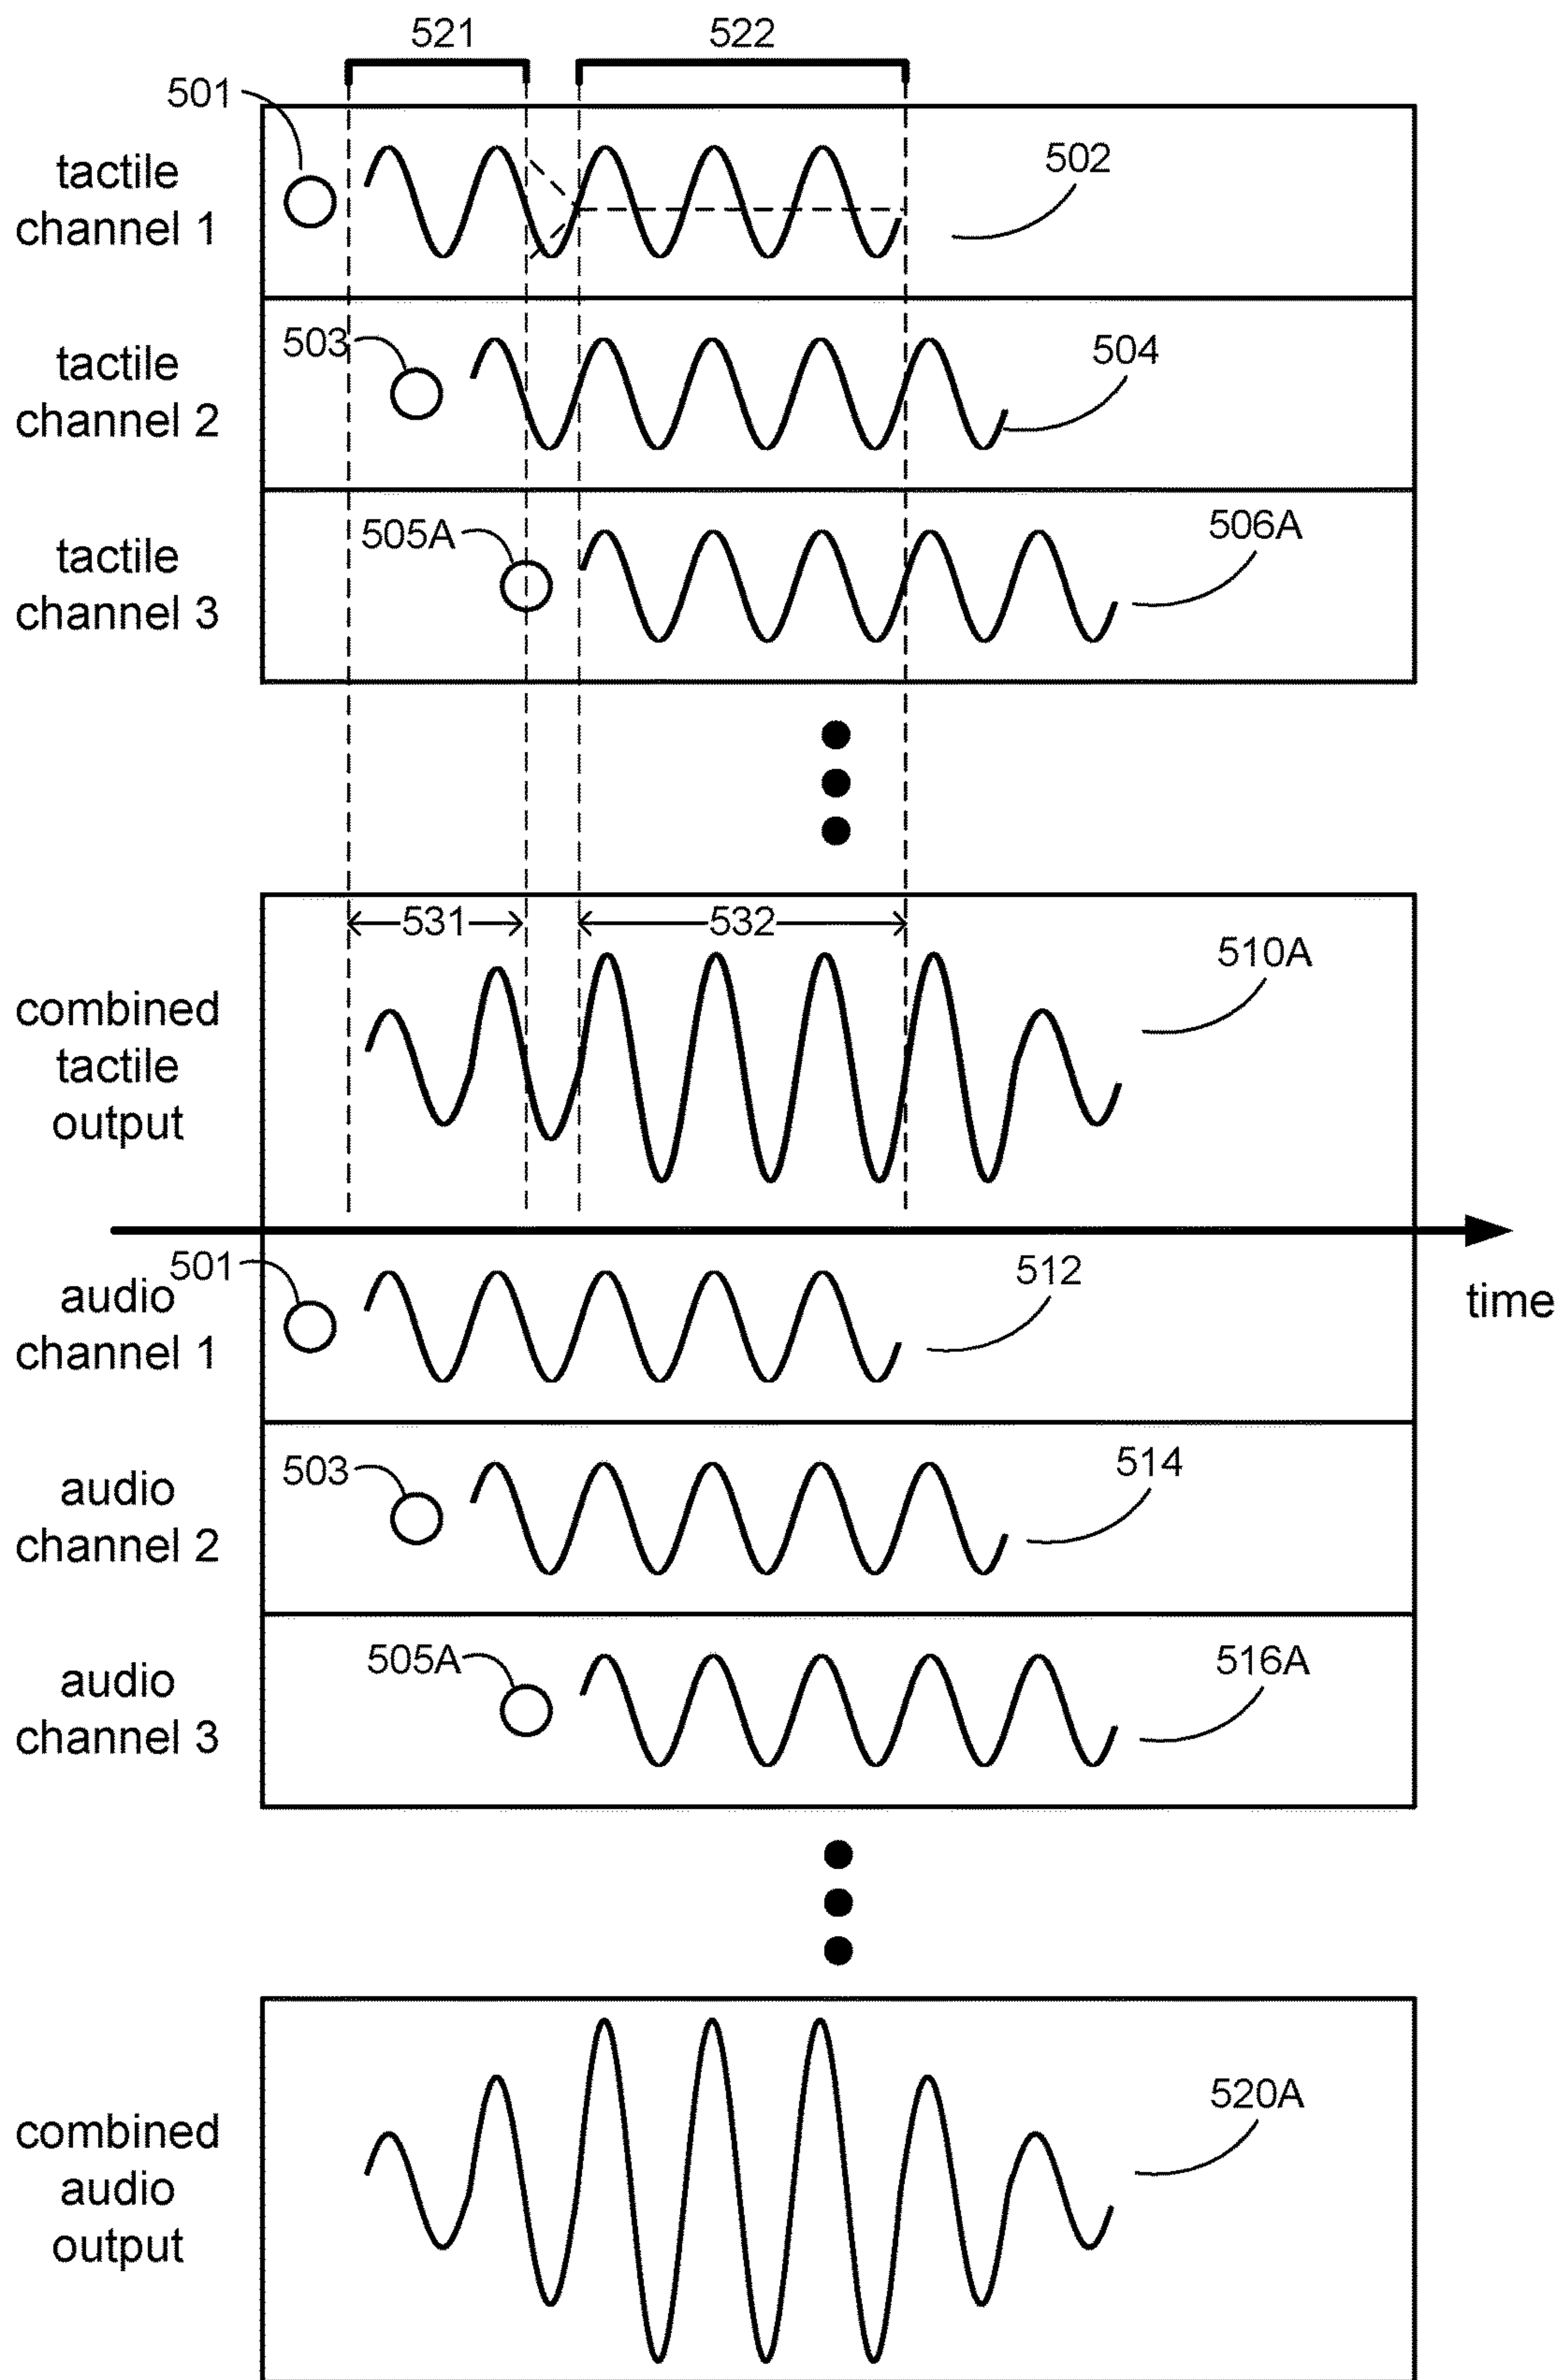 521
522
501
tactile
channel 1
502
tactile
channel 2
503
504
tactile
channel 3
505A
506A
531
532
combined
tactile
output
510A
time
audio
channel 1
501
512
audio
channel 2
503
514
audio
channel 3
505A
516A
combined
audio
output
520A